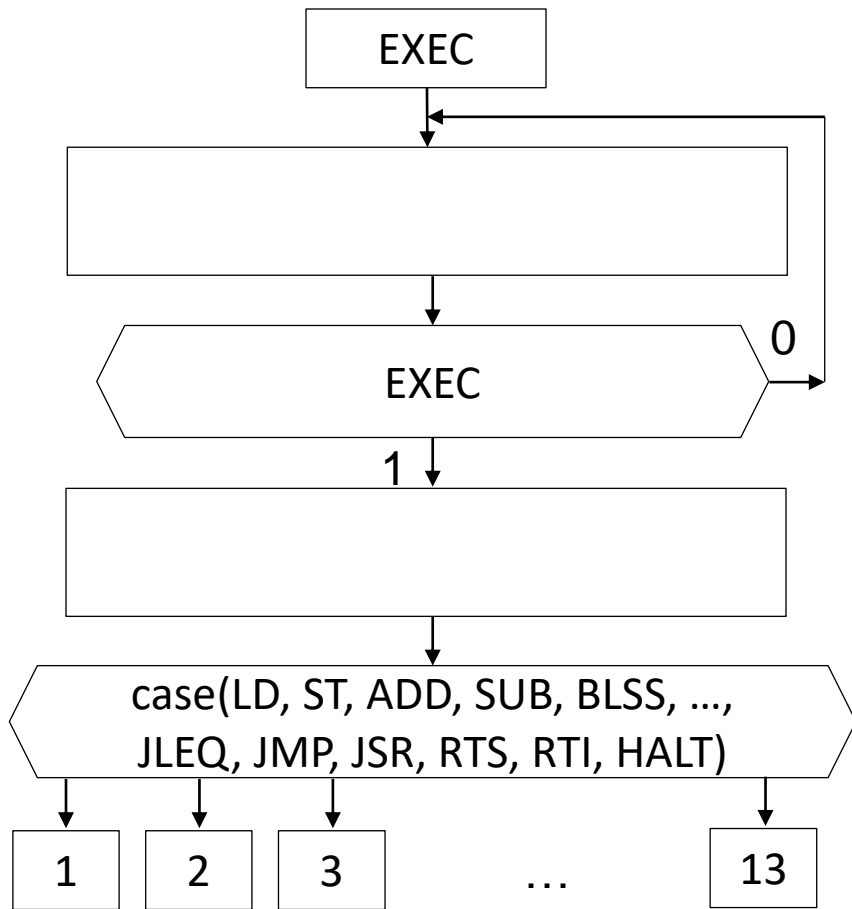 EXEC
0
EXEC
1
case(LD, ST, ADD, SUB, BLSS, …,
JLEQ, JMP, JSR, RTS, RTI, HALT)
1 2 3 … 13